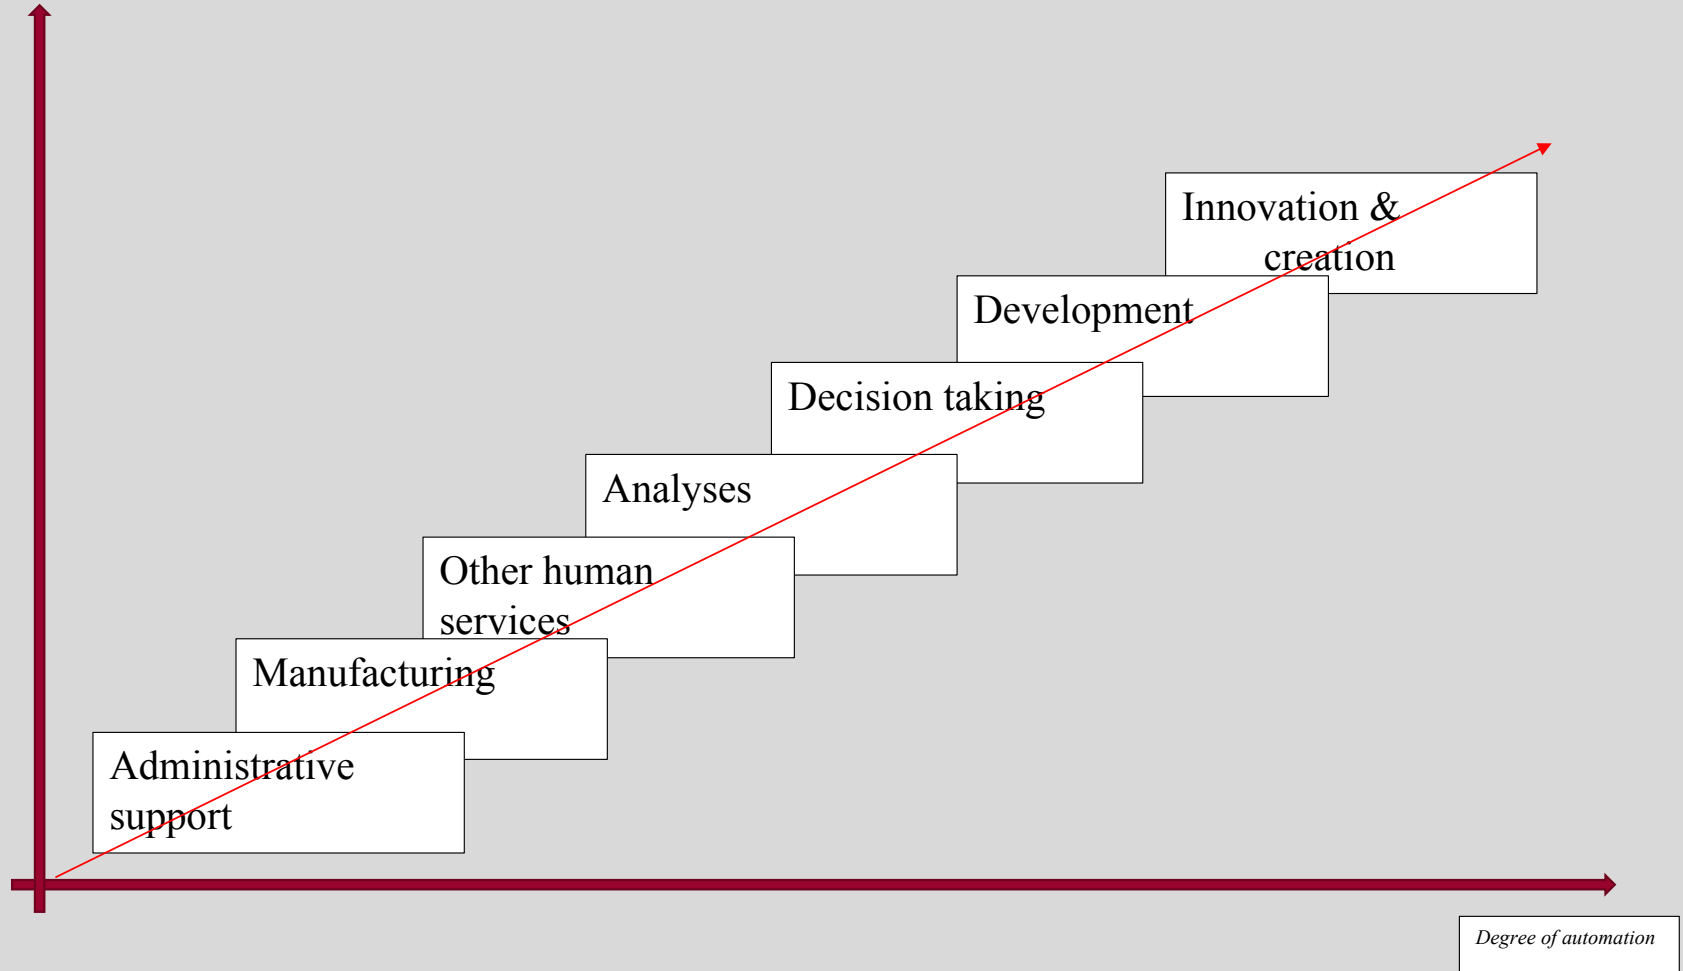 Innovation &
creation
Development
Decision taking
Analyses
Other human
services
Manufacturing
Administrative
support
Degree of automation